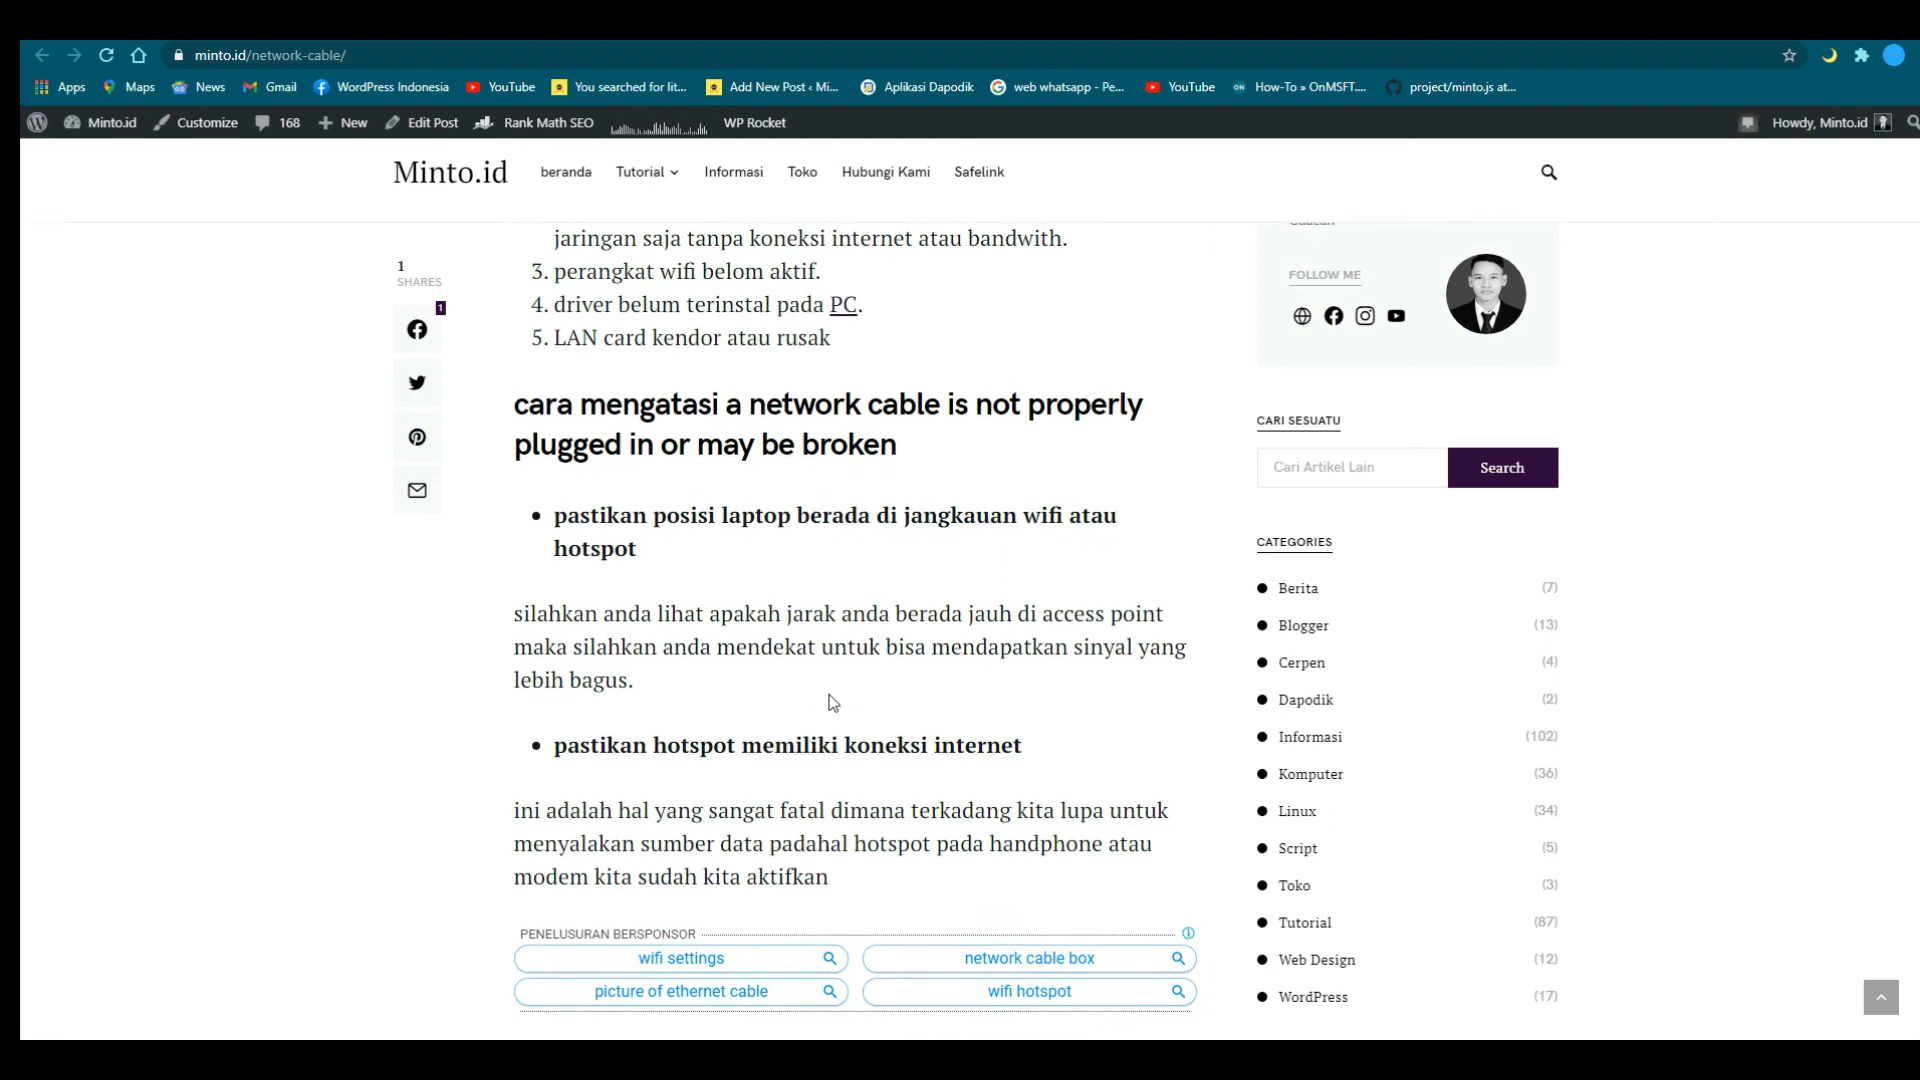 minto.id/network-cable/
Apps Maps News Gmail WordPress Indonesia YouTube You searched for lit... Add New Post ‹ Mi... Aplikasi Dapodik web whatsapp - Pe... YouTube How-To » OnMSFT.... project/minto.js at...
Minto.id Customize 168 New Edit Post Rank Math SEO WP Rocket Howdy, Minto.id
Minto.id beranda Tutorial Informasi Toko Hubungi Kami Safelink
1
SHARES
1
jaringan saja tanpa koneksi internet atau bandwith.
3. perangkat wifi belom aktif.
4. driver belum terinstal pada PC.
5. LAN card kendor atau rusak
cara mengatasi a network cable is not properly
plugged in or may be broken
pastikan posisi laptop berada di jangkauan wifi atau
hotspot
silahkan anda lihat apakah jarak anda berada jauh di access point
maka silahkan anda mendekat untuk bisa mendapatkan sinyal yang
lebih bagus.
pastikan hotspot memiliki koneksi internet
ini adalah hal yang sangat fatal dimana terkadang kita lupa untuk
menyalakan sumber data padahal hotspot pada handphone atau
modem kita sudah kita aktifkan
PENELUSURAN BERSPONSOR
wifi settings
network cable box
picture of ethernet cable
wifi hotspot
FOLLOW ME
CARI SESUATU
Cari Artikel Lain
Search
CATEGORIES
Berita (7)
Blogger (13)
Cerpen (4)
Dapodik (2)
Informasi (102)
Komputer (36)
Linux (34)
Script (5)
Toko (3)
Tutorial (87)
Web Design (12)
WordPress (17)